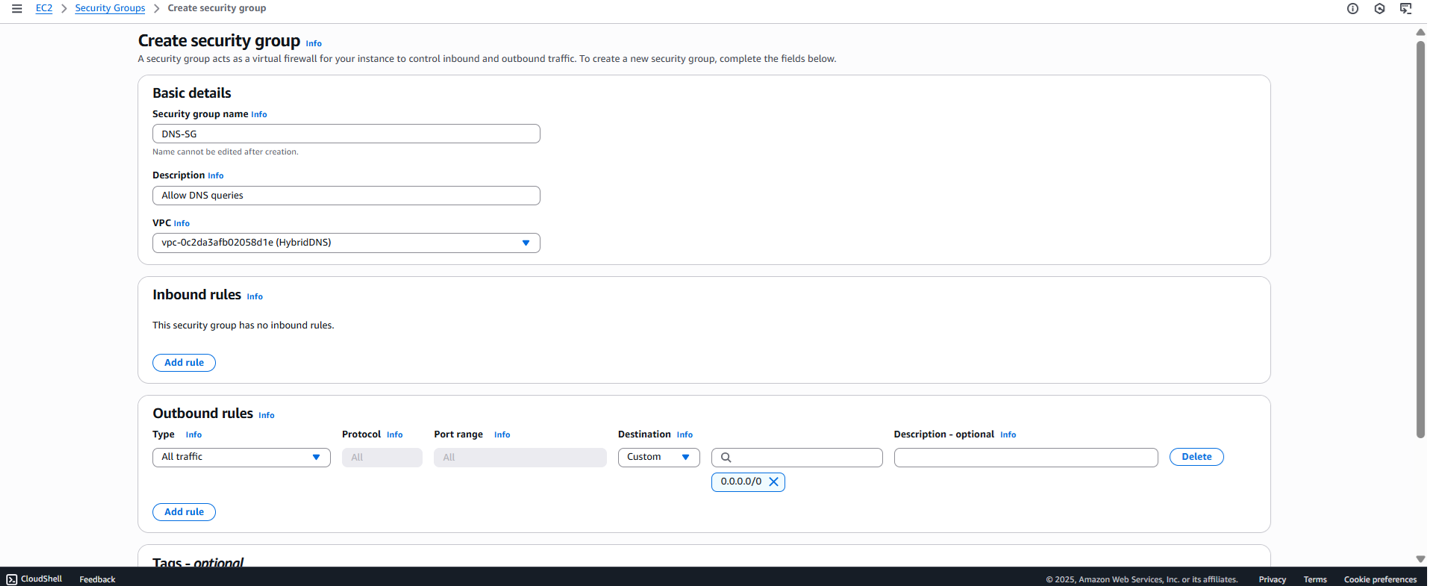 EC2 > Security Groups > Create security group
Create security group Info
A security group acts as a virtual firewall for your instance to control inbound and outbound traffic. To create a new security group, complete the fields below.
Basic details
Security group name Info
DNS-SG
Name cannot be edited after creation.
Description Info
Allow DNS queries
VPC Info
vpc-0c2da3afb02058d1e (HybridDNS)
Inbound rules Info
This security group has no inbound rules.
Add rule
Outbound rules Info
Type Info Protocol Info Port range Info Destination Info Description - optional Info
All traffic All All Custom Delete
0.0.0.0/0
Add rule
Tags - optional
CloudShell Feedback © 2025, Amazon Web Services, Inc. or its affiliates. Privacy Terms Cookie preferences